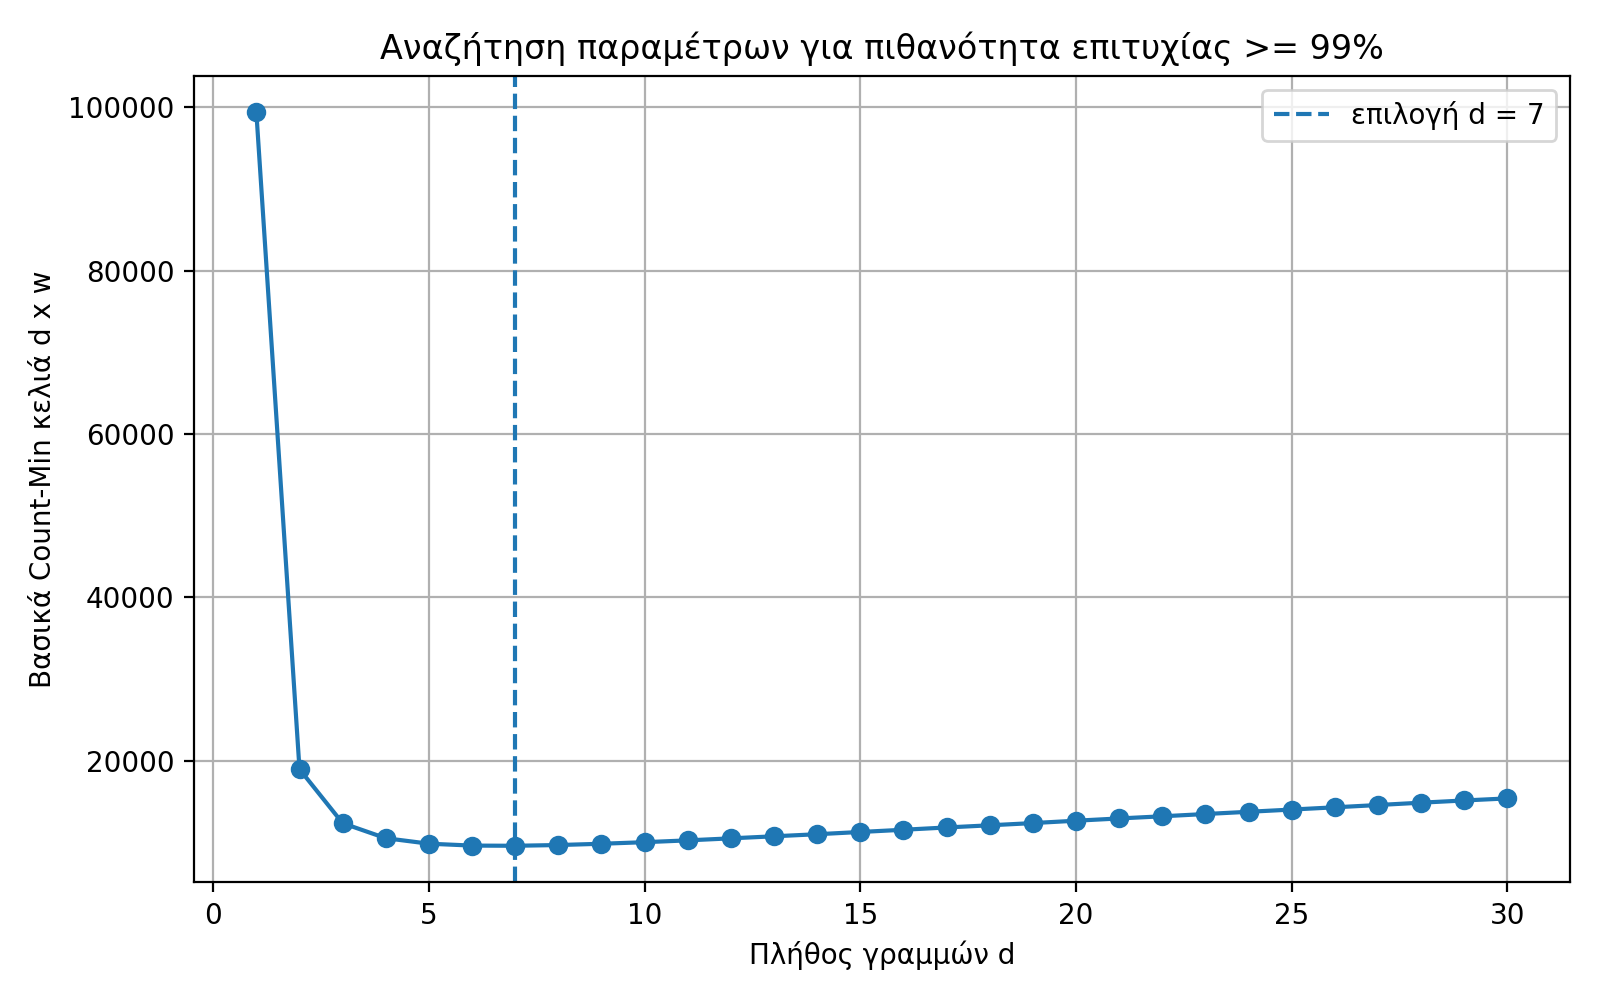 Αναζήτηση παραμέτρων για πιθανότητα επιτυχίας >= 99%
επιλογή d = 7
Βασικά Count-Min κελιά d x w
100000
80000
60000
40000
20000
0 5 10 15 20 25 30
Πλήθος γραμμών d